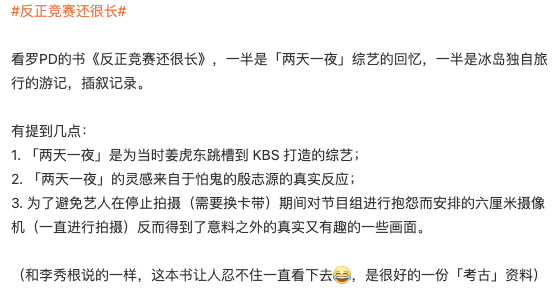 #反正竞赛还很长#
看罗PD的书《反正竞赛还很长》，一半是「两天一夜」综艺的回忆，一半是冰岛独自旅
行的游记，插叙记录。
有提到几点：
1. 「两天一夜」是为当时姜虎东跳槽到 KBS 打造的综艺；
2. 「两天一夜」的灵感来自于怕鬼的殷志源的真实反应；
3. 为了避免艺人在停止拍摄（需要换卡带）期间对节目组进行抱怨而安排的六厘米摄像
机（一直进行拍摄）反而得到了意料之外的真实又有趣的一些画面。
（和李秀根说的一样，这本书让人忍不住一直看下去😂，是很好的一份「考古」资料）